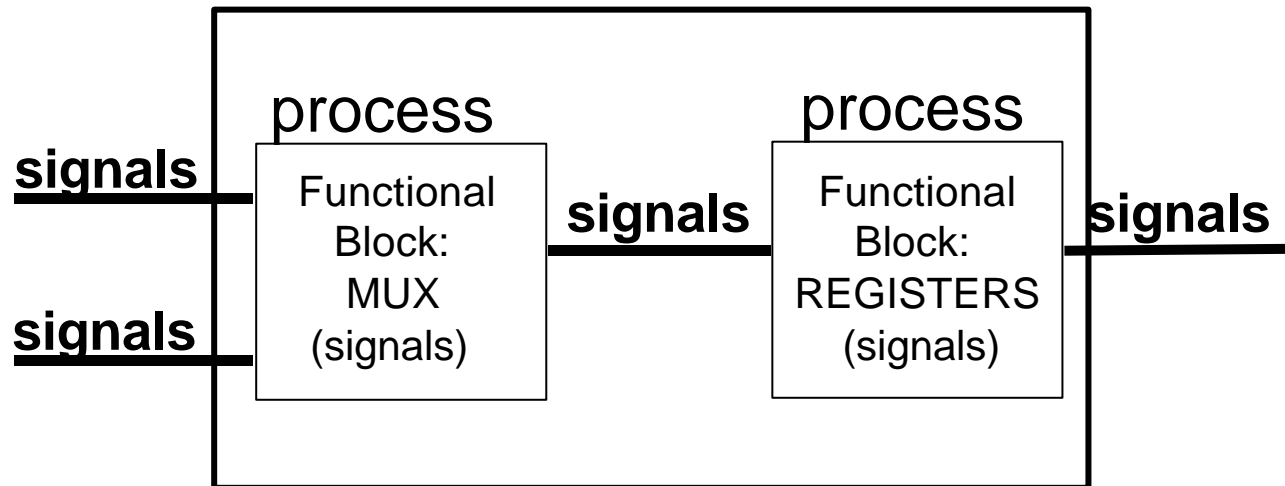 process
process
signals
Functional
Block:
MUX
(signals)
signals
signals
Functional
Block:
REGISTERS
(signals)
signals